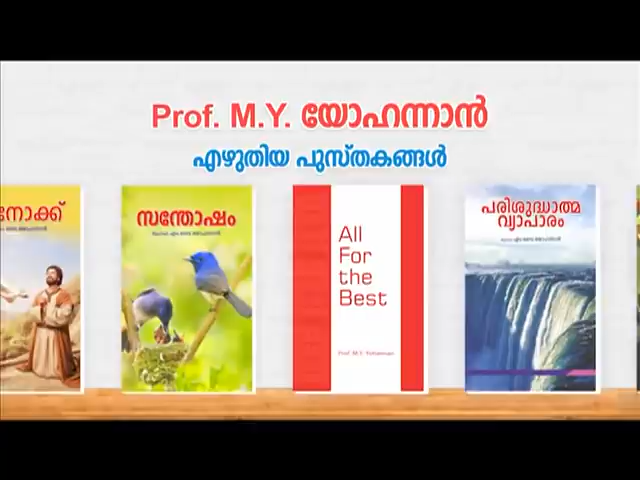 Prof. M.Y. യോഹന്നാൻ
എഴുതിയ പുസ്തകങ്ങൾ
നോക്ക്
സന്തോഷം
All
For
the
Best
Prof. M.Y. Yohannan
പരിശുദ്ധാത്മ
വ്യാപാരം